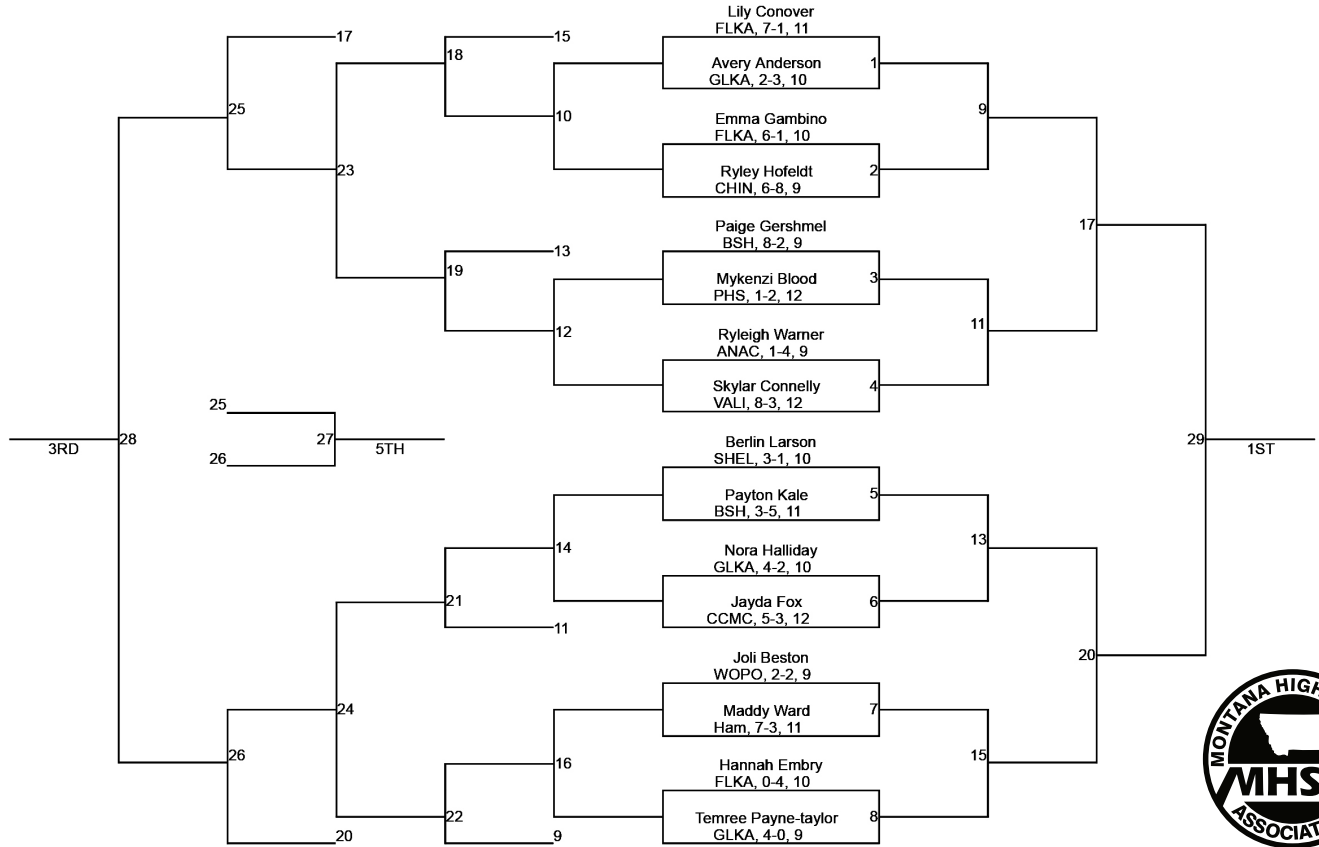 Lily Conover
FLKA, 7-1, 11
17
15
18
Avery Anderson
1
GLKA, 2-3, 10
25
9
10
Emma Gambino
FLKA, 6-1, 10
23
Ryley Hofeldt
2
CHIN, 6-8, 9
Paige Gershmel
17
BSH, 8-2, 9
13
19
Mykenzi Blood
3
PHS, 1-2, 12
12
11
Ryleigh Warner
ANAC, 1-4, 9
Skylar Connelly
4
VALI, 8-3, 12
25
3RD
28
27
5TH
Berlin Larson
29
1ST
26
SHEL, 3-1, 10
Payton Kale
5
BSH, 3-5, 11
14
13
Nora Halliday
GLKA, 4-2, 10
21
Jayda Fox
6
CCMC, 5-3, 12
11
Joli Beston
20
WOPO, 2-2, 9
24
Maddy Ward
7
Ham, 7-3, 11
26
16
15
Hannah Embry
FLKA, 0-4, 10
22
Temree Payne-taylor
8
GLKA, 4-0, 9
20
9
MONTANA HIGH
MHS
ASSOCIAT